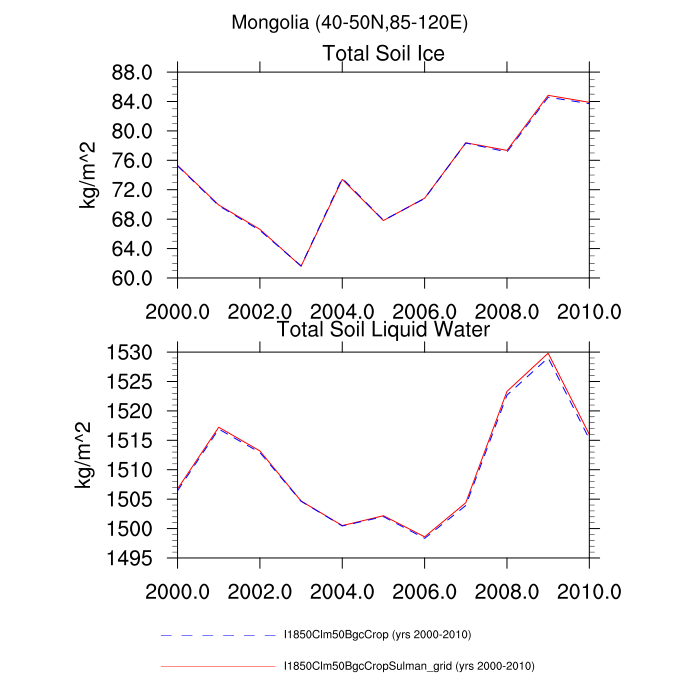 Mongolia (40-50N,85-120E)
Total Soil Ice
88.0
84.0
80.0
76.0
72.0
68.0
64.0
60.0
kg/m^2
2000.0 2002.0 2004.0 2006.0 2008.0 2010.0
Total Soil Liquid Water
1530
1525
1520
1515
1510
1505
1500
1495
kg/m^2
2000.0 2002.0 2004.0 2006.0 2008.0 2010.0
I1850Clm50BgcCrop (yrs 2000-2010)
I1850Clm50BgcCropSulman_grid (yrs 2000-2010)